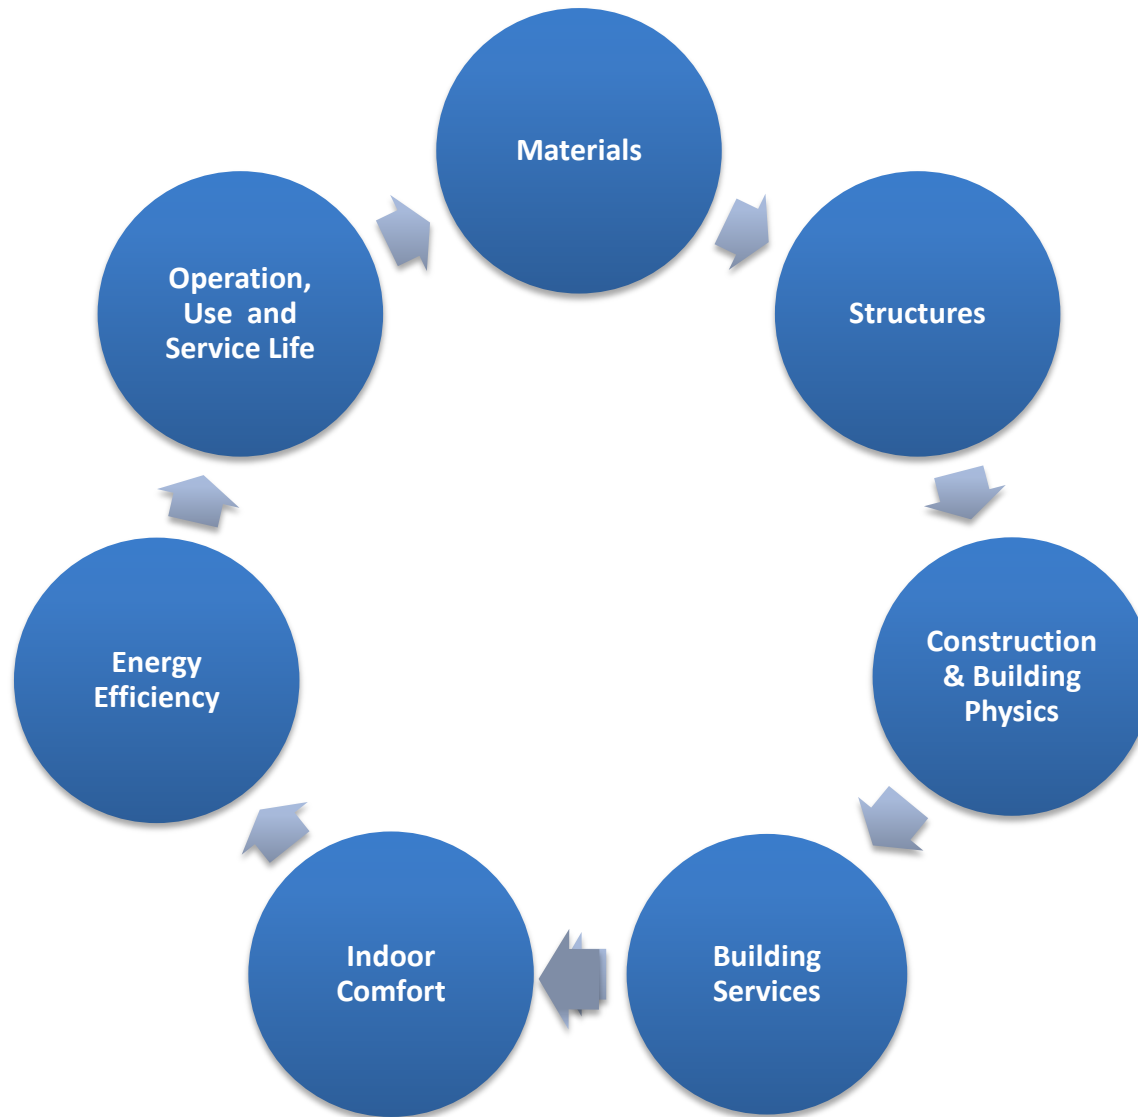 Materials
Structures
Construction
& Building
Physics
Building
Services
Indoor
Comfort
Energy
Efficiency
Operation,
Use  and
Service Life